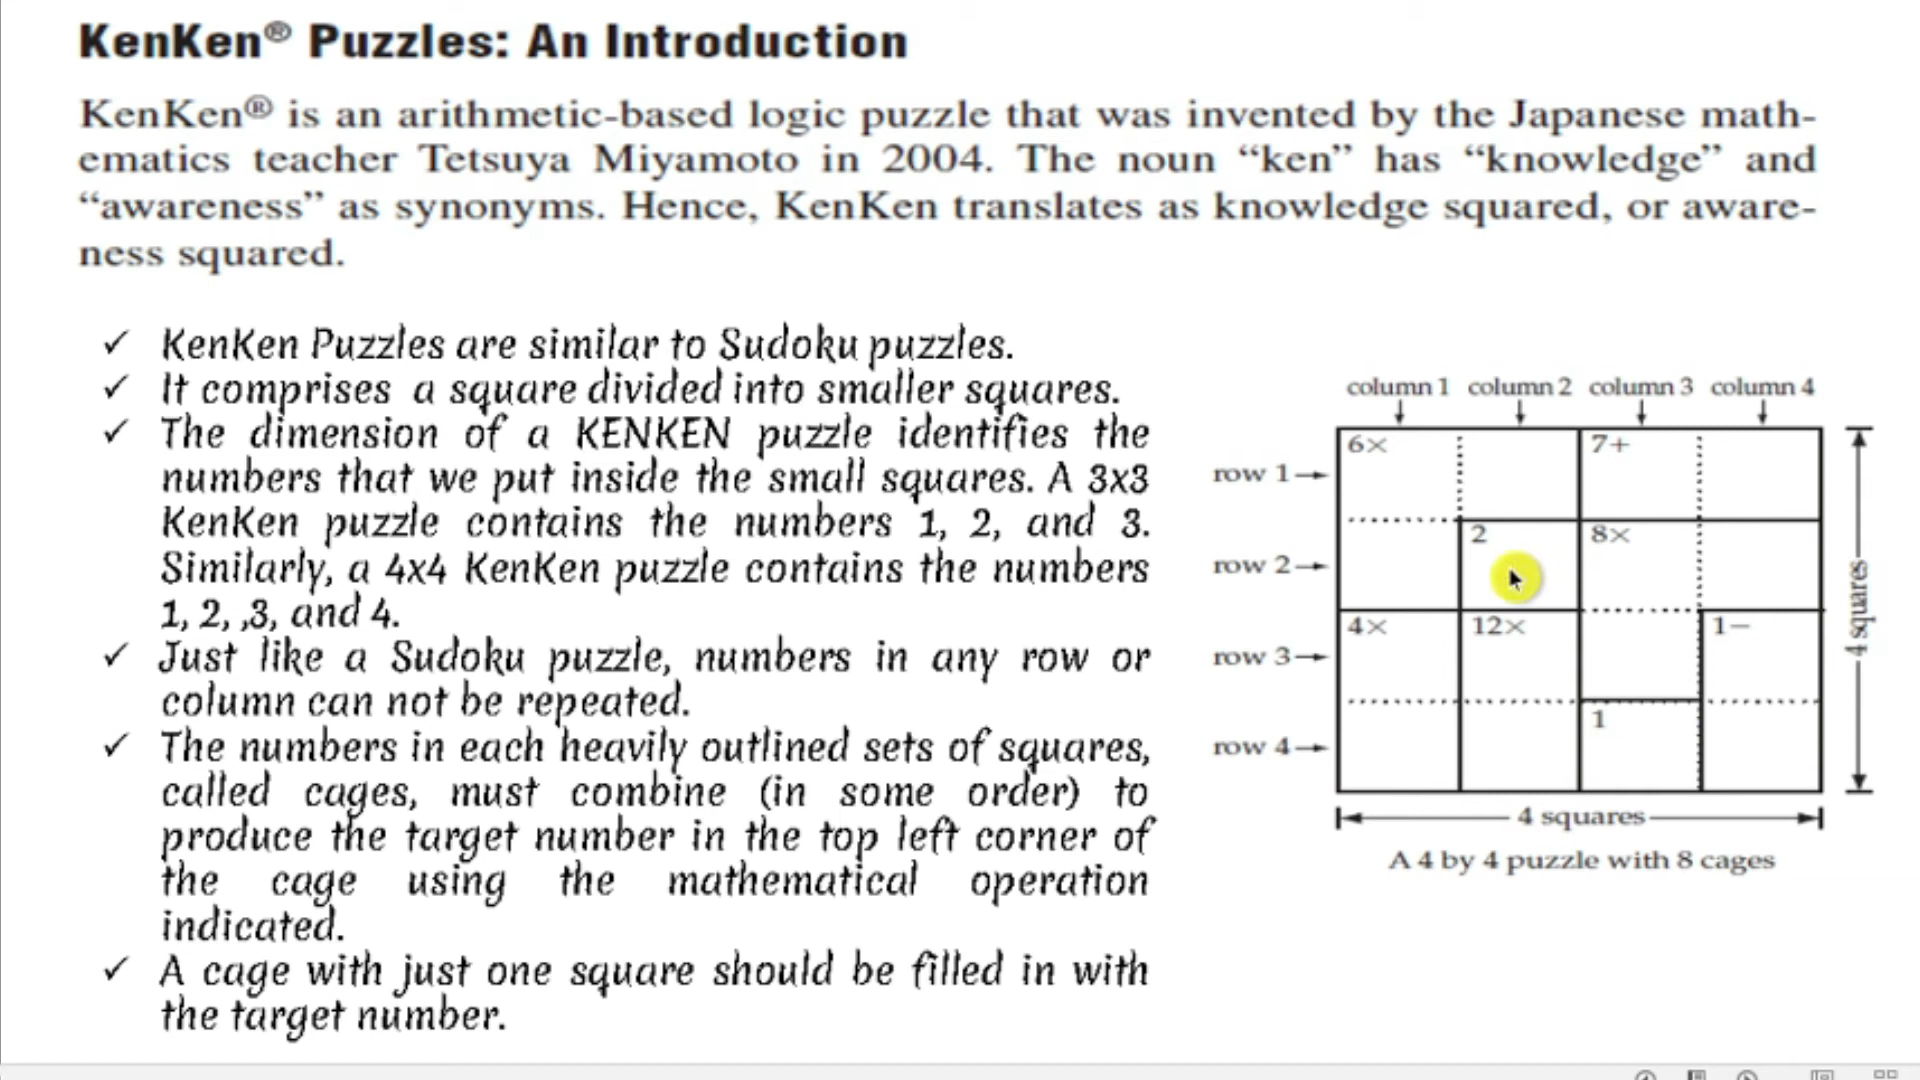 KenKen® Puzzles: An Introduction
KenKen® is an arithmetic-based logic puzzle that was invented by the Japanese math-
ematics teacher Tetsuya Miyamoto in 2004. The noun “ken” has “knowledge” and
“awareness” as synonyms. Hence, KenKen translates as knowledge squared, or aware-
ness squared.
✓ KenKen Puzzles are similar to Sudoku puzzles.
✓ It comprises a square divided into smaller squares.
✓ The dimension of a KENKEN puzzle identifies the
numbers that we put inside the small squares. A 3x3
KenKen puzzle contains the numbers 1, 2, and 3.
Similarly, a 4x4 KenKen puzzle contains the numbers
1, 2, ,3, and 4.
✓ Just like a Sudoku puzzle, numbers in any row or
column can not be repeated.
✓ The numbers in each heavily outlined sets of squares,
called cages, must combine (in some order) to
produce the target number in the top left corner of
the cage using the mathematical operation
indicated.
✓ A cage with just one square should be filled in with
the target number.
column 1 column 2 column 3 column 4
row 1 6× 7+
row 2 2 8×
row 3 4× 12× 1−
row 4 1
4 squares
4 squares
A 4 by 4 puzzle with 8 cages